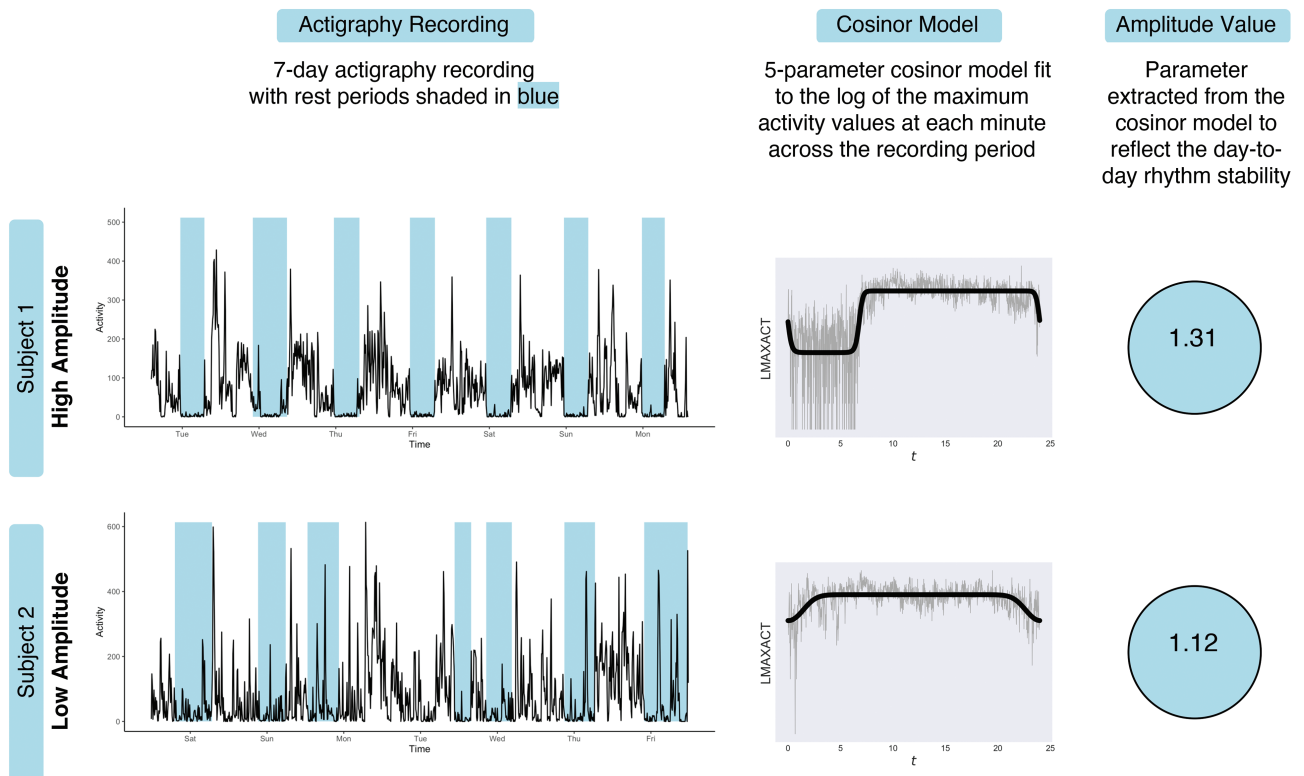 Actigraphy Recording
7-day actigraphy recording
with rest periods shaded in blue
Cosinor Model
5-parameter cosinor model fit
to the log of the maximum
activity values at each minute
across the recording period
Amplitude Value
Parameter
extracted from the
cosinor model to
reflect the day-to-
day rhythm stability
Subject 1
High Amplitude
Activity
500
400
300
200
100
0
Tue Wed Thu Fri Sat Sun Mon
Time
LMAXACT
0 5 10 15 20 25
t
1.31
Subject 2
Low Amplitude
Activity
600
400
200
0
Sat Sun Mon Tue Wed Thu Fri
Time
LMAXACT
0 5 10 15 20 25
t
1.12